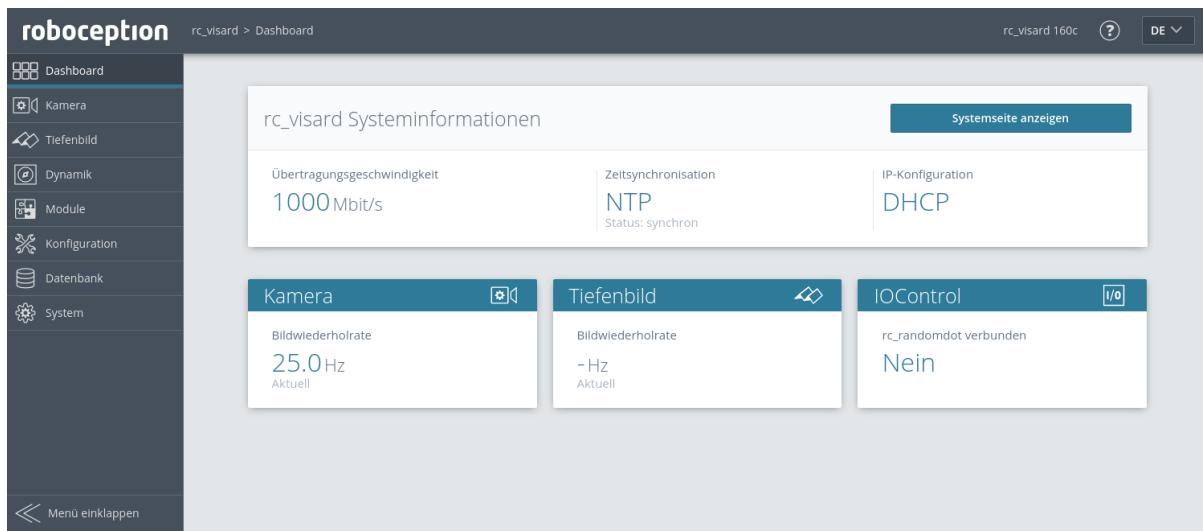 roboception
rc_visard > Dashboard
rc_visard 160c
?
DE
Dashboard
Kamera
Tiefenbild
Dynamik
Module
Konfiguration
Datenbank
System
Menü einklappen
rc_visard Systeminformationen
Systemseite anzeigen
Übertragungsgeschwindigkeit
1000 Mbit/s
Zeitsynchronisation
NTP
Status: synchron
IP-Konfiguration
DHCP
Kamera
Bildwiederholrate
25.0 Hz
Aktuell
Tiefenbild
Bildwiederholrate
- Hz
Aktuell
IOControl
I/O
rc_randomdot verbunden
Nein